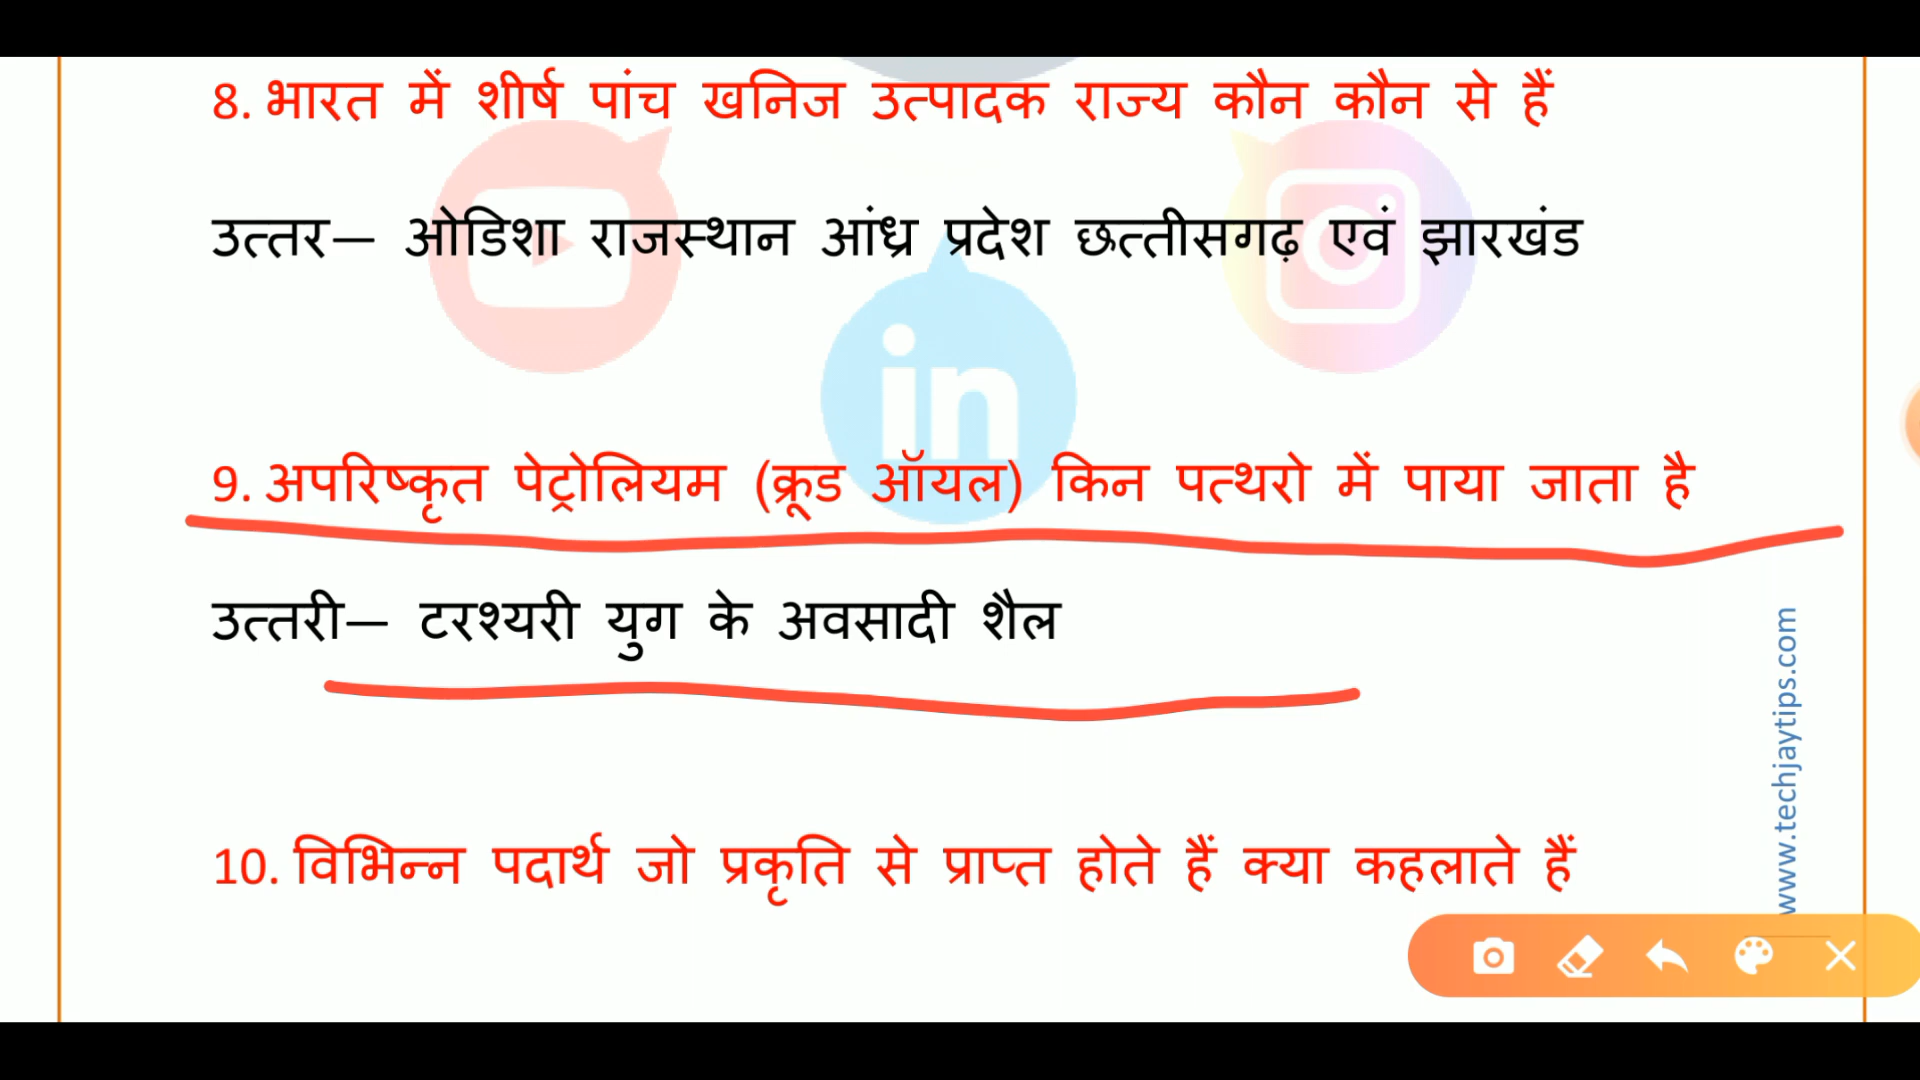 8. भारत में शीर्ष पांच खनिज उत्पादक राज्य कौन कौन से हैं
उत्तर— ओडिशा राजस्थान आंध्र प्रदेश छत्तीसगढ़ एवं झारखंड
in
9. अपरिष्कृत पेट्रोलियम (क्रूड ऑयल) किन पत्थरो में पाया जाता है
उत्तरी— टरश्यरी युग के अवसादी शैल
10. विभिन्न पदार्थ जो प्रकृति से प्राप्त होते हैं क्या कहलाते हैं
www.techjaytips.com